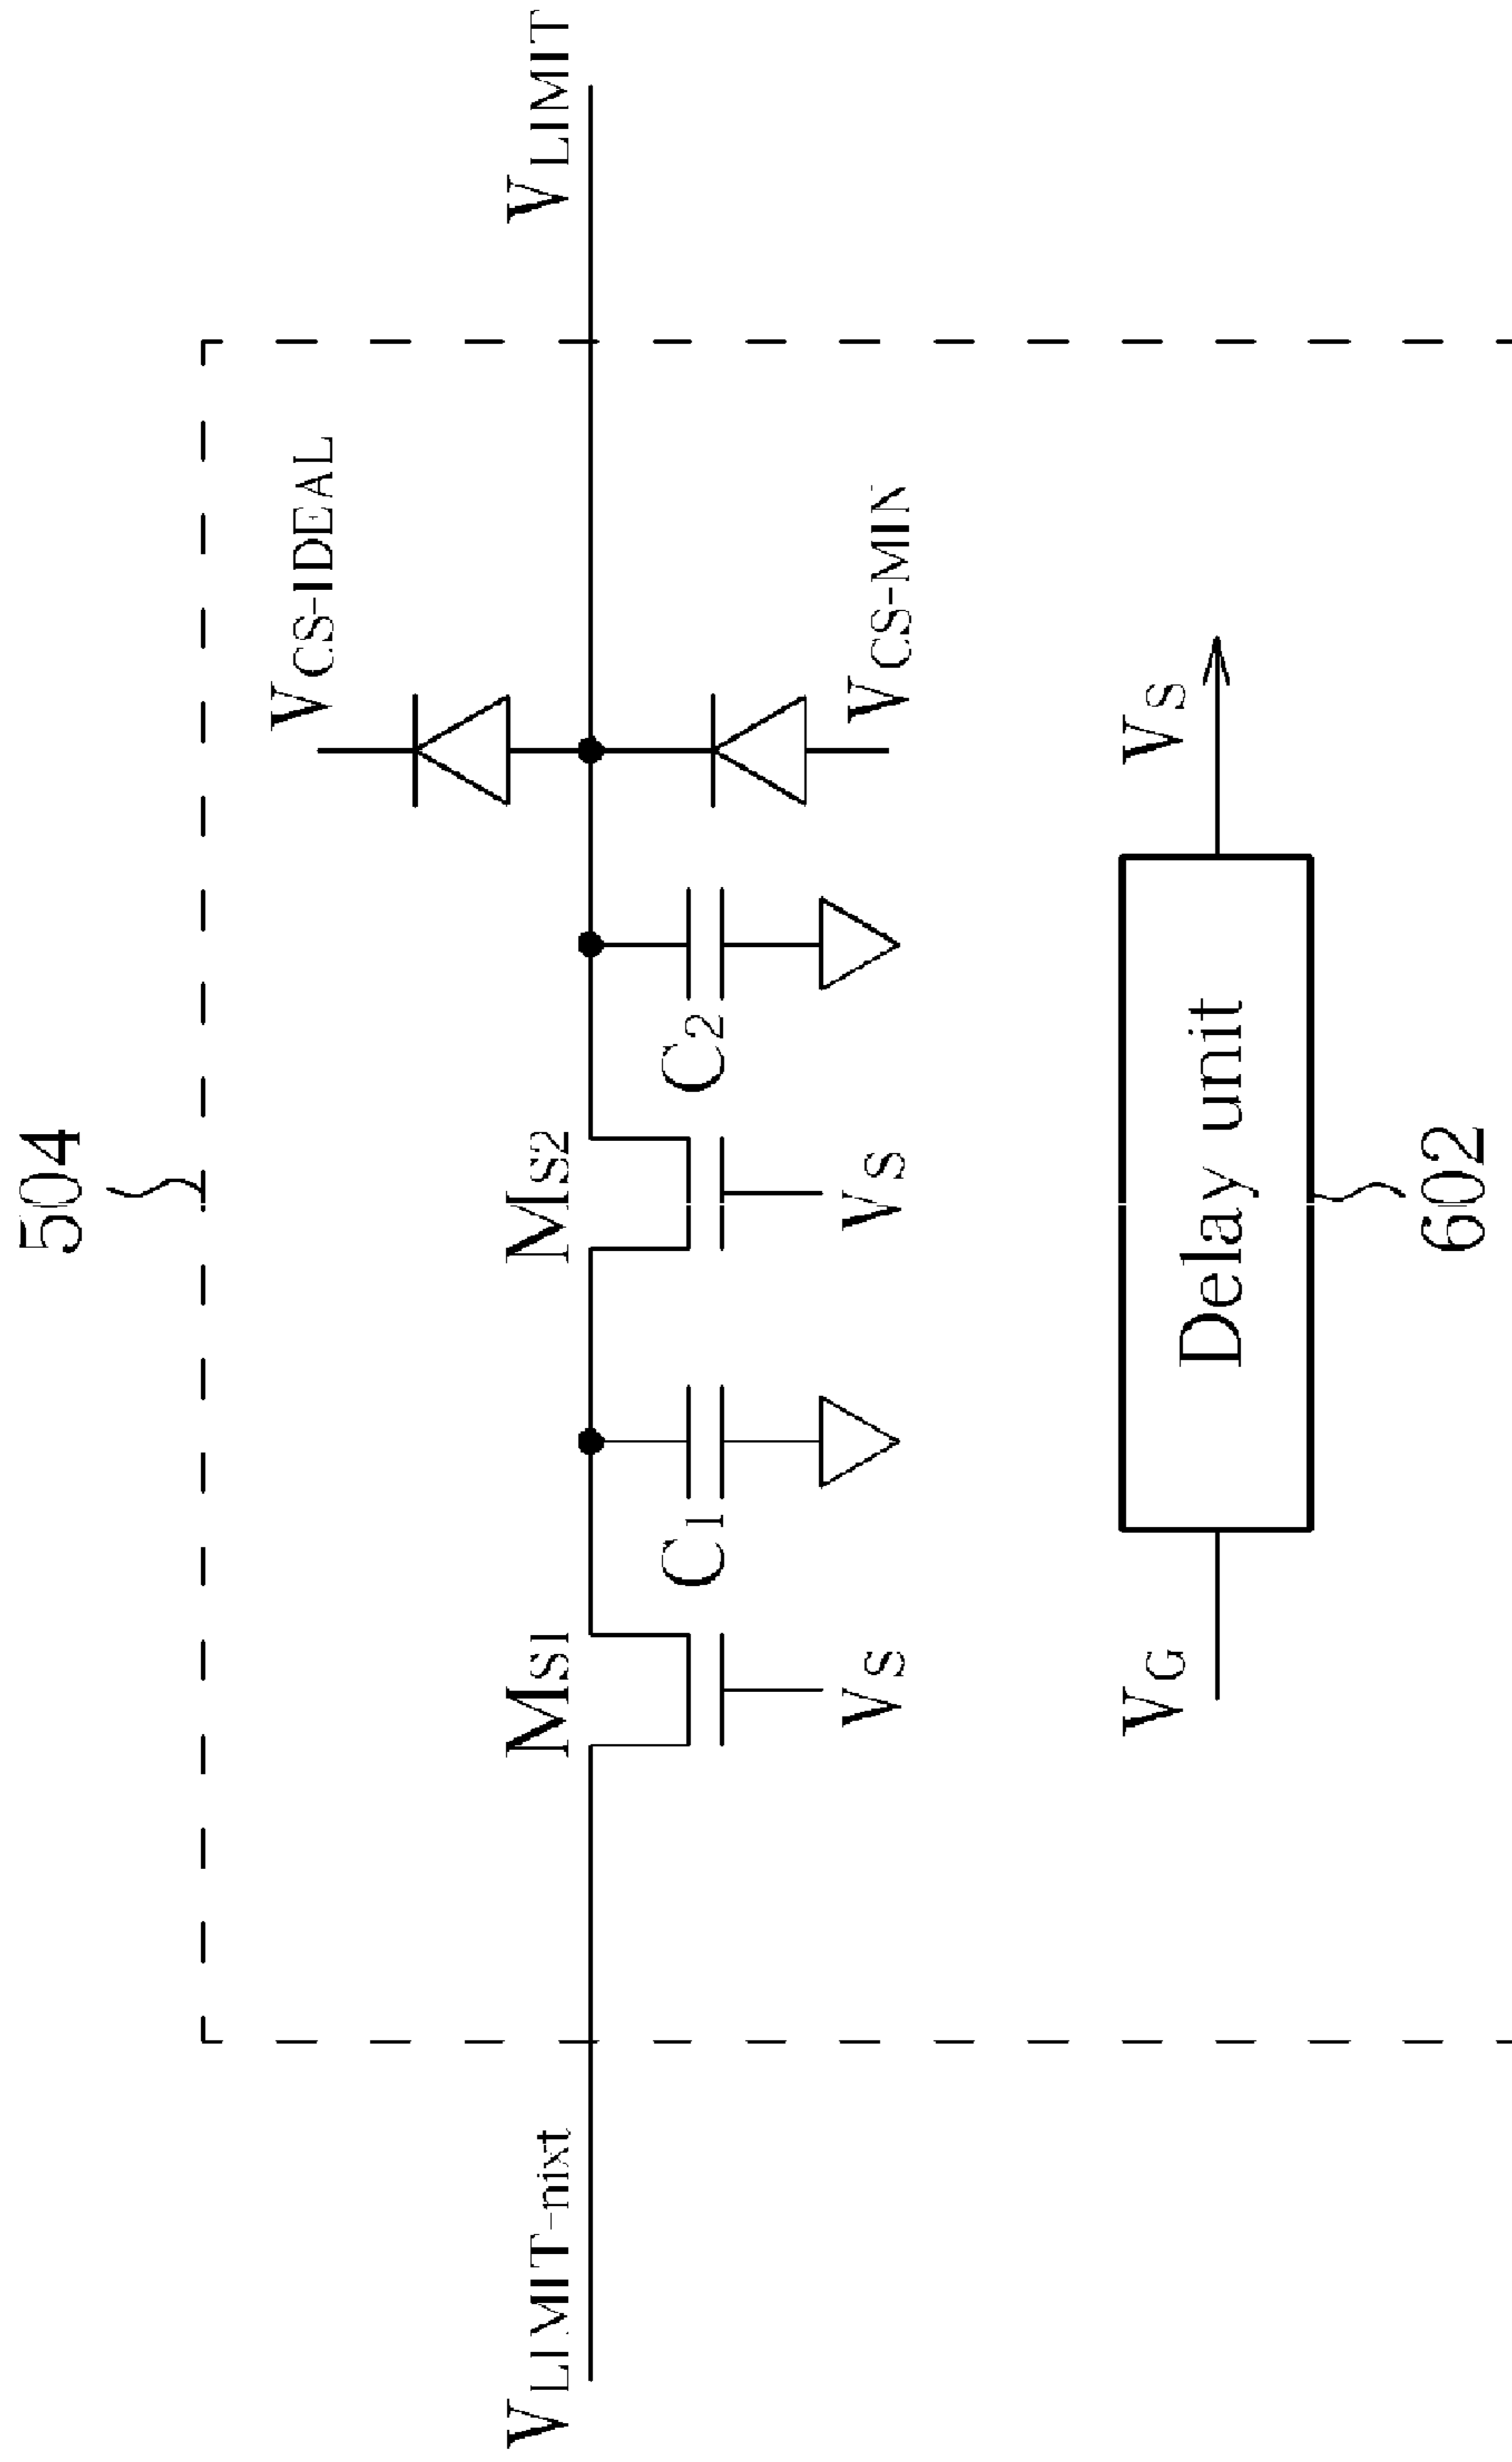 504
VCS-IDEAL
VLIMIT-nixt
MS1
MS2
VLIMIT
C1
C2
VS
VS
VCS-MIN
VG
Delay unit
VS
602